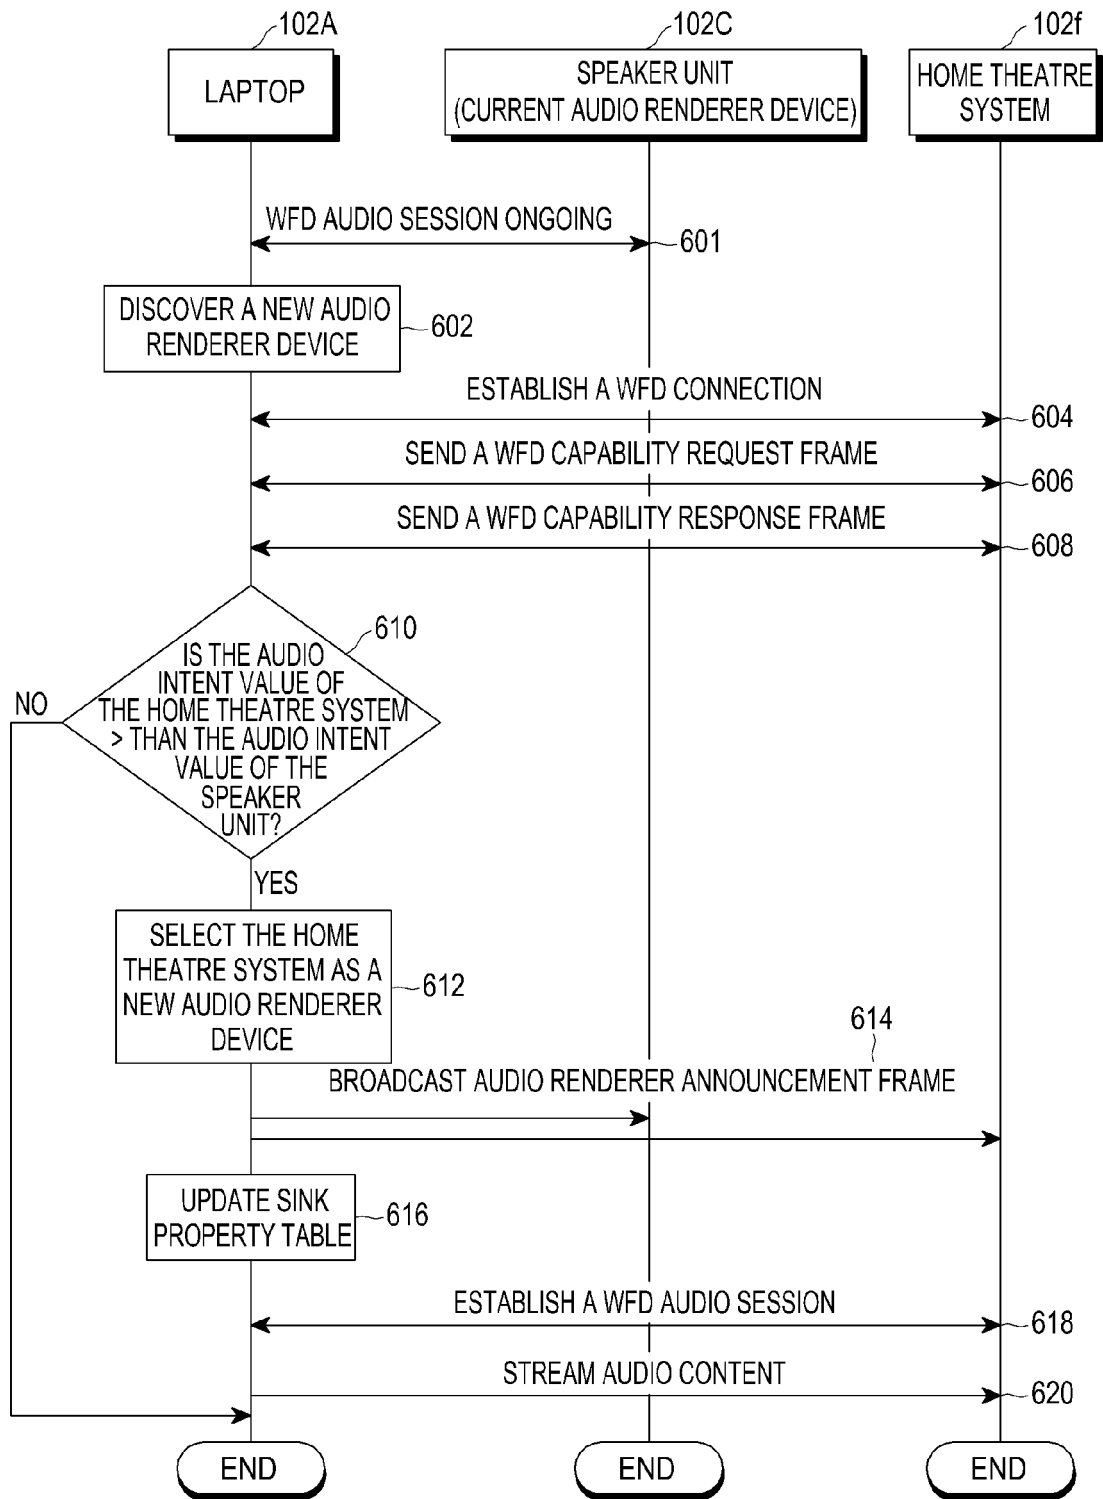 102A
102C
102f
LAPTOP
SPEAKER UNIT
(CURRENT AUDIO RENDERER DEVICE)
HOME THEATRE
SYSTEM
WFD AUDIO SESSION ONGOING
601
DISCOVER A NEW AUDIO
RENDERER DEVICE
602
ESTABLISH A WFD CONNECTION
604
SEND A WFD CAPABILITY REQUEST FRAME
606
SEND A WFD CAPABILITY RESPONSE FRAME
608
610
IS THE AUDIO
INTENT VALUE OF
THE HOME THEATRE SYSTEM
> THAN THE AUDIO INTENT
VALUE OF THE
SPEAKER
UNIT?
NO
YES
SELECT THE HOME
THEATRE SYSTEM AS A
NEW AUDIO RENDERER
DEVICE
612
614
BROADCAST AUDIO RENDERER ANNOUNCEMENT FRAME
UPDATE SINK
PROPERTY TABLE
616
ESTABLISH A WFD AUDIO SESSION
618
STREAM AUDIO CONTENT
620
END
END
END